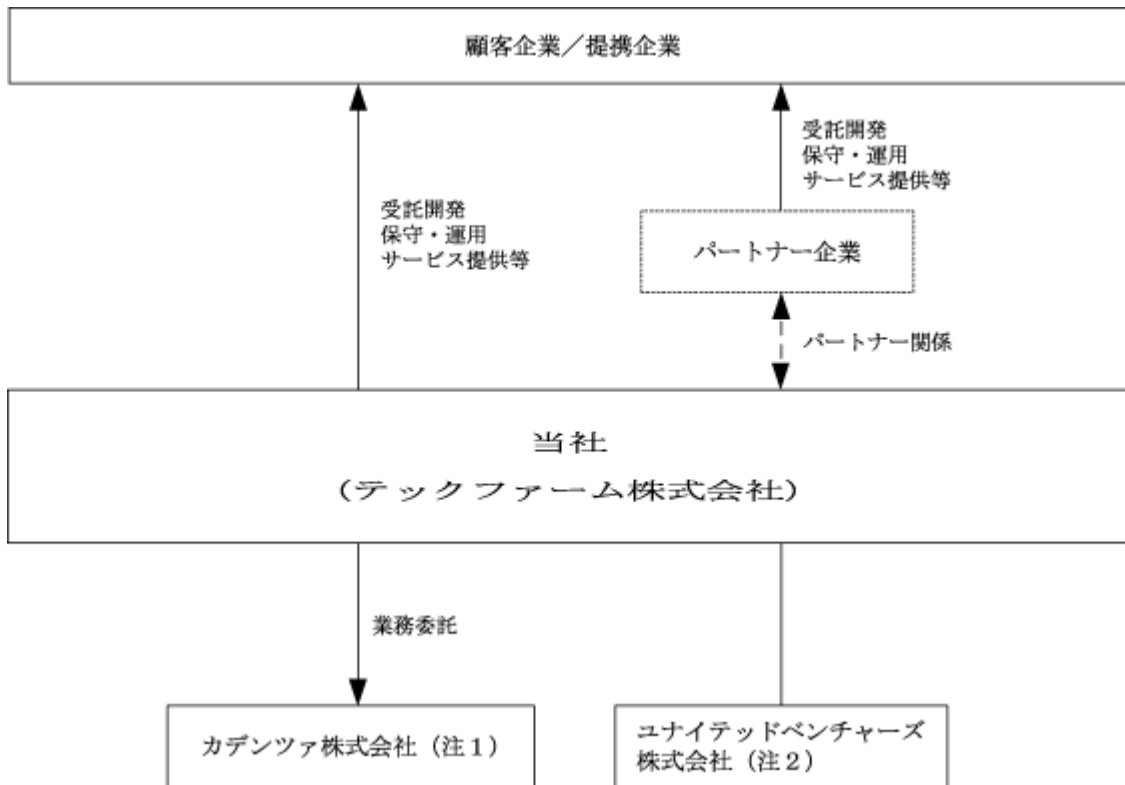 顧客企業／提携企業
受託開発
保守・運用
サービス提供等
受託開発
保守・運用
サービス提供等
パートナー企業
パートナー関係
当社
(テックファーム株式会社)
業務委託
カデンツァ株式会社（注１）
ユナイテッドベンチャーズ
株式会社（注２）